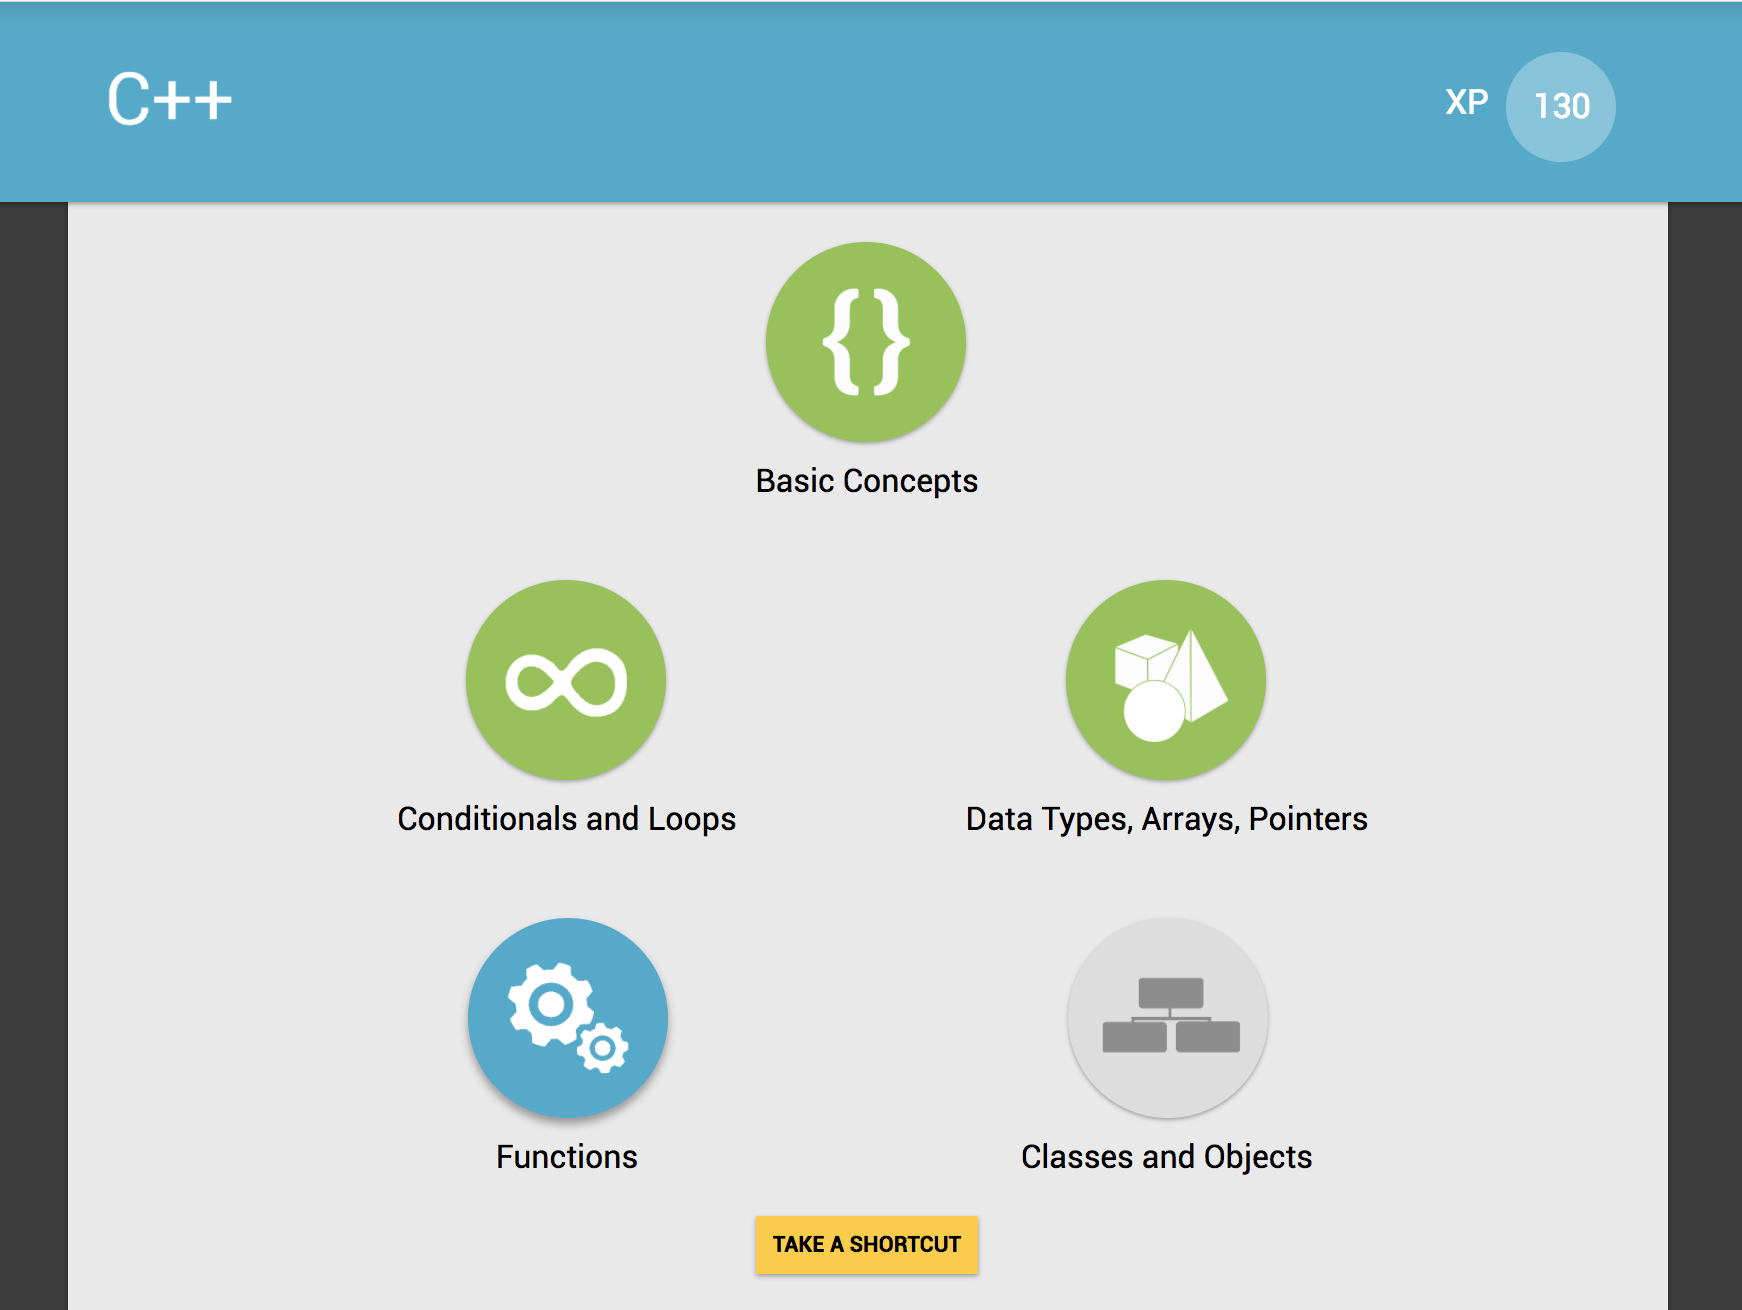 C++
XP 130
{}
Basic Concepts
Conditionals and Loops
Data Types, Arrays, Pointers
Functions
Classes and Objects
TAKE A SHORTCUT